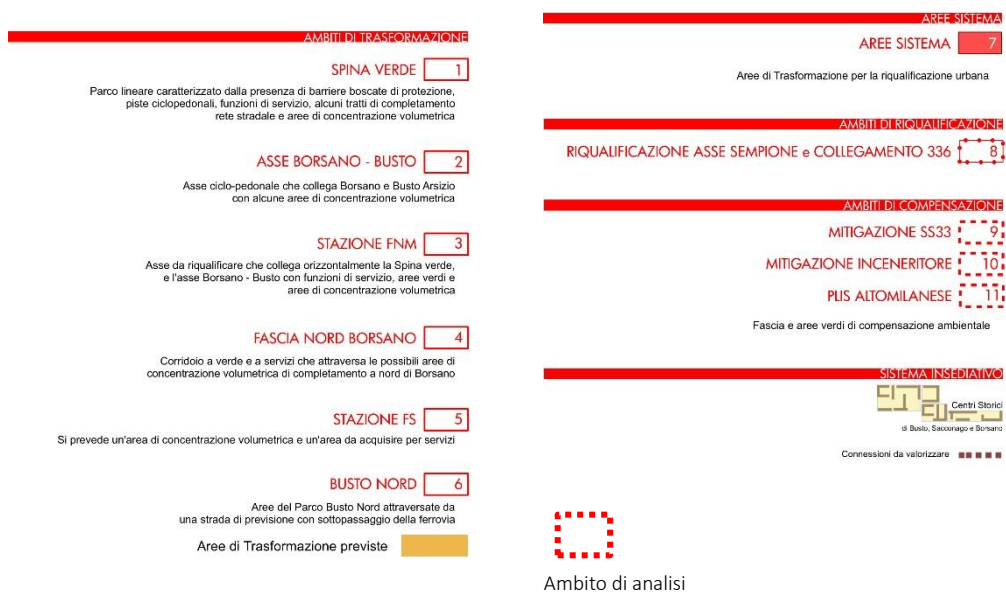 AMBITI DI TRASFORMAZIONE
SPINA VERDE 1
Parco lineare caratterizzato dalla presenza di barriere boscate di protezione,
piste ciclopedonali, funzioni di servizio, alcuni tratti di completamento
rete stradale e aree di concentrazione volumetrica
ASSE BORSANO - BUSTO 2
Asse ciclo-pedonale che collega Borsano e Busto Arsizio
con alcune aree di concentrazione volumetrica
STAZIONE FNM 3
Asse da riqualificare che collega orizzontalmente la Spina verde,
e l'asse Borsano - Busto con funzioni di servizio, aree verdi e
aree di concentrazione volumetrica
FASCIA NORD BORSANO 4
Corridoio a verde e a servizi che attraversa le possibili aree di
concentrazione volumetrica di completamento a nord di Borsano
STAZIONE FS 5
Si prevede un'area di concentrazione volumetrica e un'area da acquisire per servizi
BUSTO NORD 6
Aree del Parco Busto Nord attraversate da
una strada di previsione con sottopassaggio della ferrovia
Aree di Trasformazione previste
AREE SISTEMA
AREE SISTEMA 7
Aree di Trasformazione per la riqualificazione urbana
AMBITI DI RIQUALIFICAZIONE
RIQUALIFICAZIONE ASSE SEMPIONE e COLLEGAMENTO 336 8
AMBITI DI COMPENSAZIONE
MITIGAZIONE SS33 9
MITIGAZIONE INCENERITORE 10
PLIS ALTOMILANESE 11
Fascia e aree verdi di compensazione ambientale
SISTEMA INSEDIATIVO
Centri Storici
di Busto, Sacconago e Borsano
Connessioni da valorizzare
Ambito di analisi